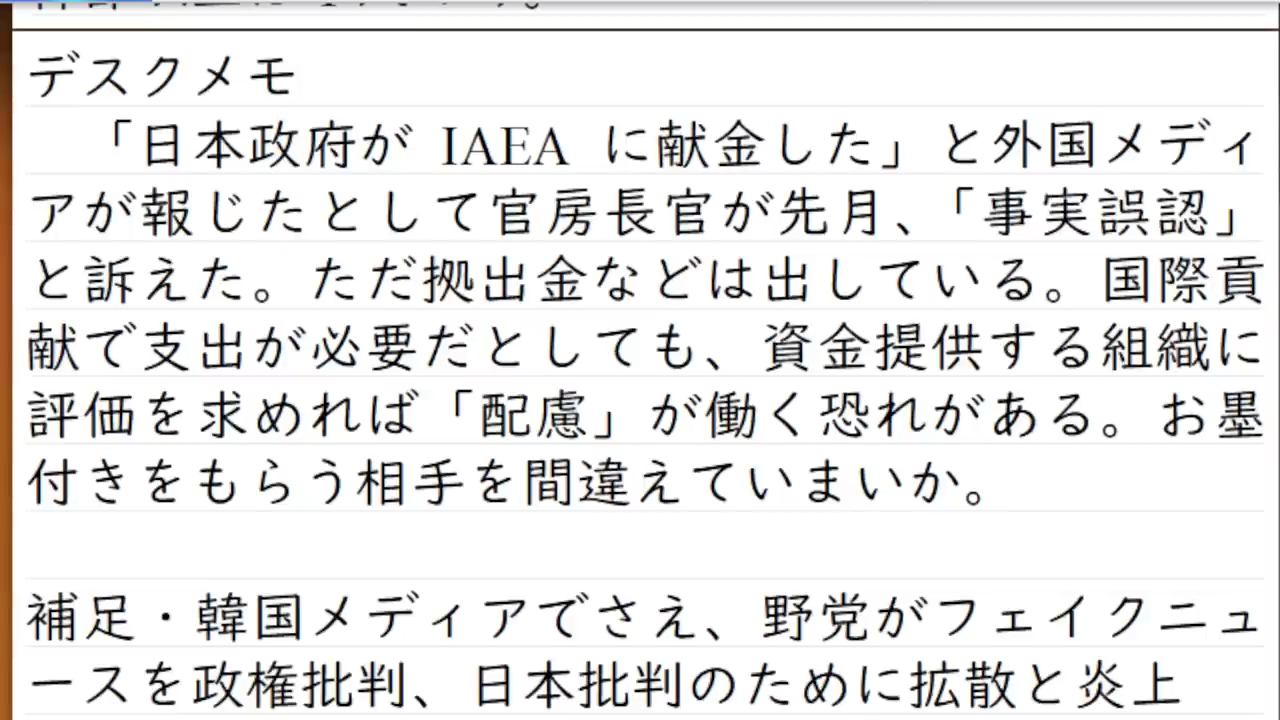 デスクメモ
「日本政府が IAEA に献金した」と外国メディ
アが報じたとして官房長官が先月、「事実誤認」
と訴えた。ただ拠出金などは出している。国際貢
献で支出が必要だとしても、資金提供する組織に
評価を求めれば「配慮」が働く恐れがある。お墨
付きをもらう相手を間違えていまいか。
補足・韓国メディアでさえ、野党がフェイクニュ
ースを政権批判、日本批判のために拡散と炎上